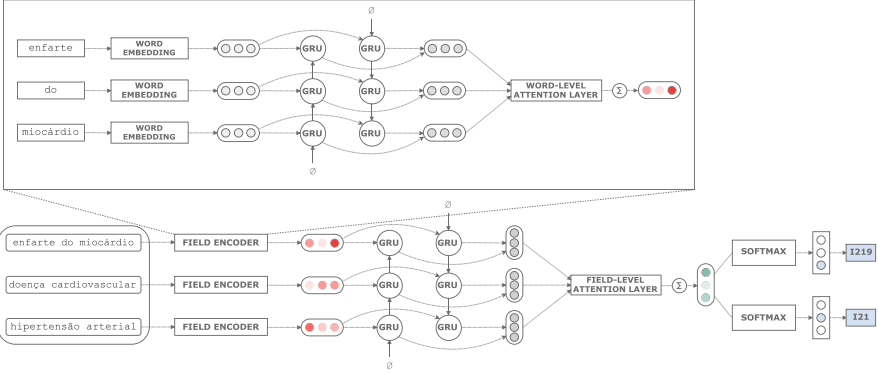 Ø
enfarte
WORD
EMBEDDING
GRU
GRU
do
WORD
EMBEDDING
GRU
GRU
WORD-LEVEL
ATTENTION LAYER
Σ
miocárdio
WORD
EMBEDDING
GRU
GRU
Ø
Ø
enfarte do miocárdio
FIELD ENCODER
GRU
GRU
SOFTMAX
I219
doença cardiovascular
FIELD ENCODER
GRU
GRU
FIELD-LEVEL
ATTENTION LAYER
Σ
hipertensão arterial
FIELD ENCODER
GRU
GRU
SOFTMAX
I21
Ø